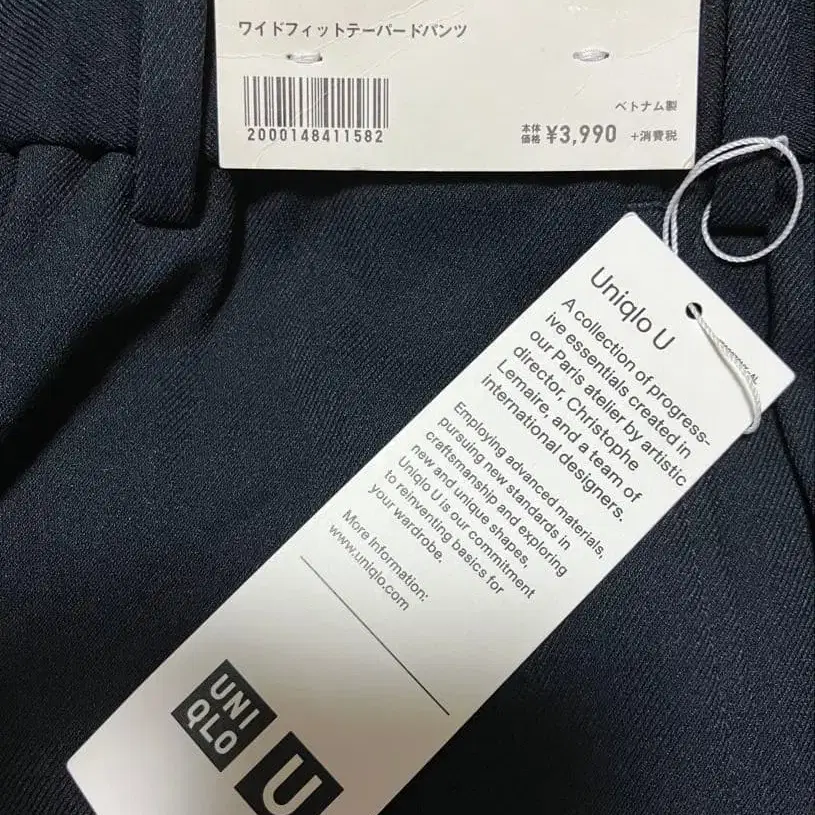 ワイドフィットテーパードパンツ
2000148411582
ベトナム製
本体価格 ¥3,990 +消費税
Uniqlo U
A collection of progress-
ive essentials created in
our Paris atelier by artistic
director, Christophe
Lemaire, and a team of
international designers.
Employing advanced materials,
pursuing new standards in
craftsmanship and exploring
new and unique shapes,
Uniqlo U is our commitment
to reinventing basics for
your wardrobe.
More Information:
www.uniqlo.com
UNI
QLO
U